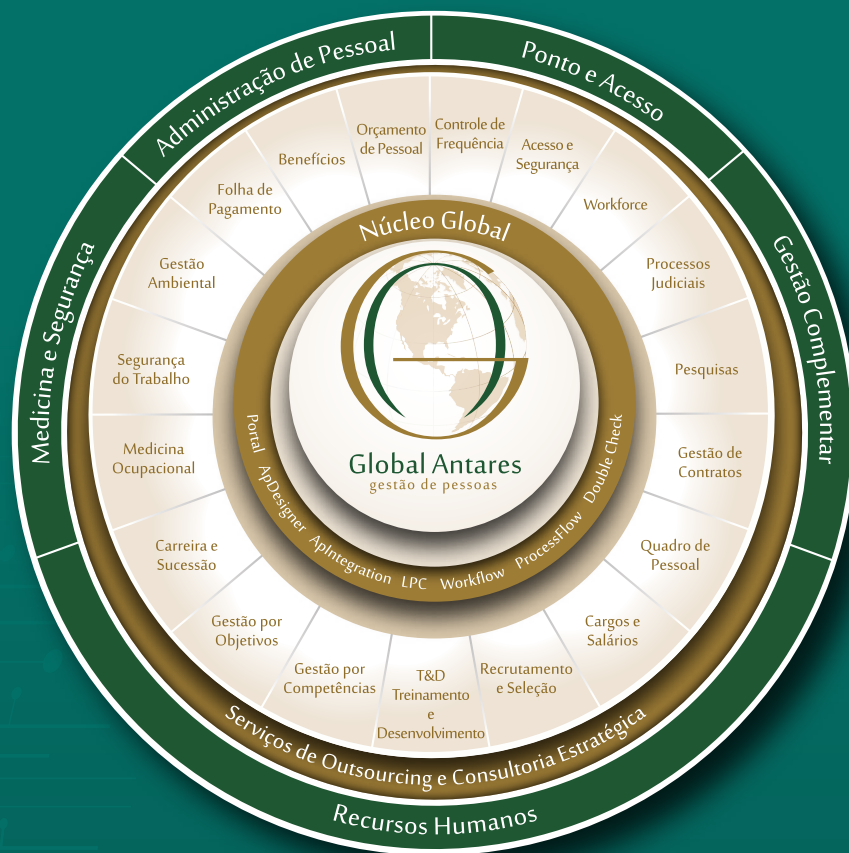 Administração de Pessoal
Ponto e Acesso
Gestão Complementar
Recursos Humanos
Medicina e Segurança
Orçamento
de Pessoal
Controle de
Frequência
Acesso e
Segurança
Workforce
Processos
Judiciais
Pesquisas
Gestão de
Contratos
Quadro de
Pessoal
Cargos e
Salários
Recrutamento
e Seleção
T&D
Treinamento
e
Desenvolvimento
Gestão por
Competências
Gestão por
Objetivos
Carreira e
Sucessão
Medicina
Ocupacional
Segurança
do Trabalho
Gestão
Ambiental
Folha de
Pagamento
Benefícios
Serviços de Outsourcing e Consultoria Estratégica
Núcleo Global
Portal ApDesigner ApIntegration LPC Workflow ProcessFlow Double Check
Global Antares
gestão de pessoas